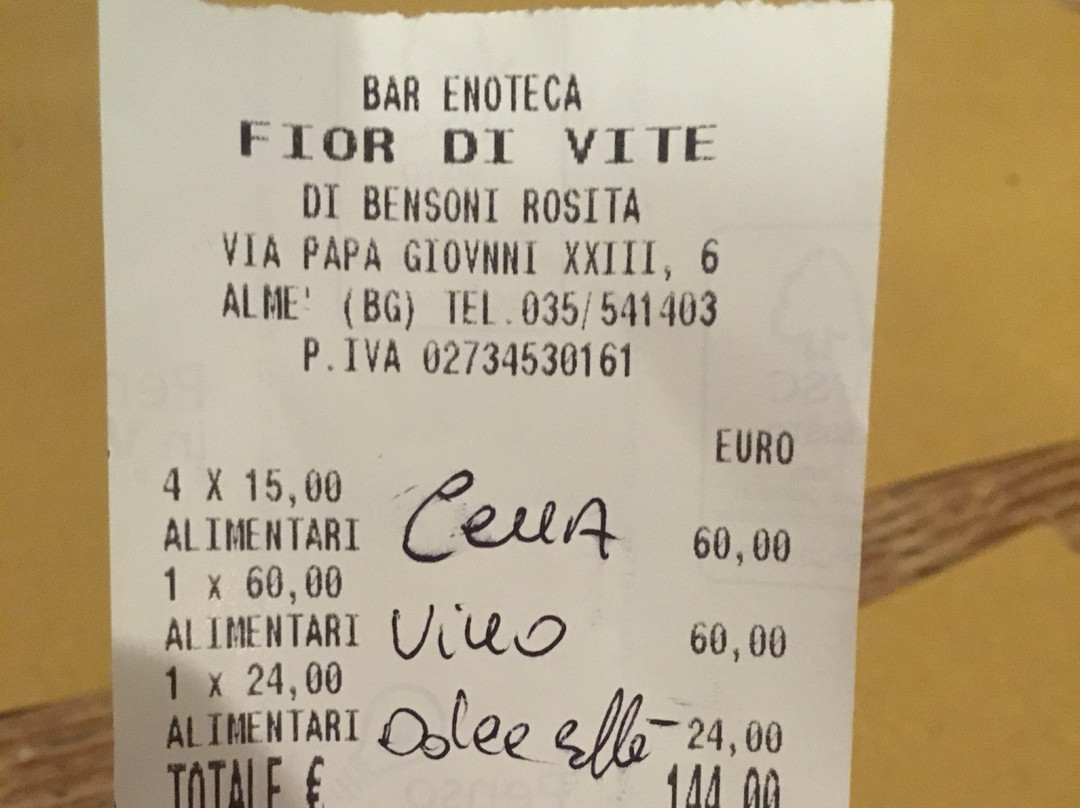 BAR ENOTECA
FIOR DI VITE
DI BENSONI ROSITA
VIA PAPA GIOVNNI XXIII, 6
ALME' (BG) TEL.035/541403
P.IVA 02734530161
EURO
4 X 15,00
ALIMENTARI Cena 60,00
1 x 60,00
ALIMENTARI Vino 60,00
1 x 24,00
ALIMENTARI Dolce 24,00
TOTALE € 144,00